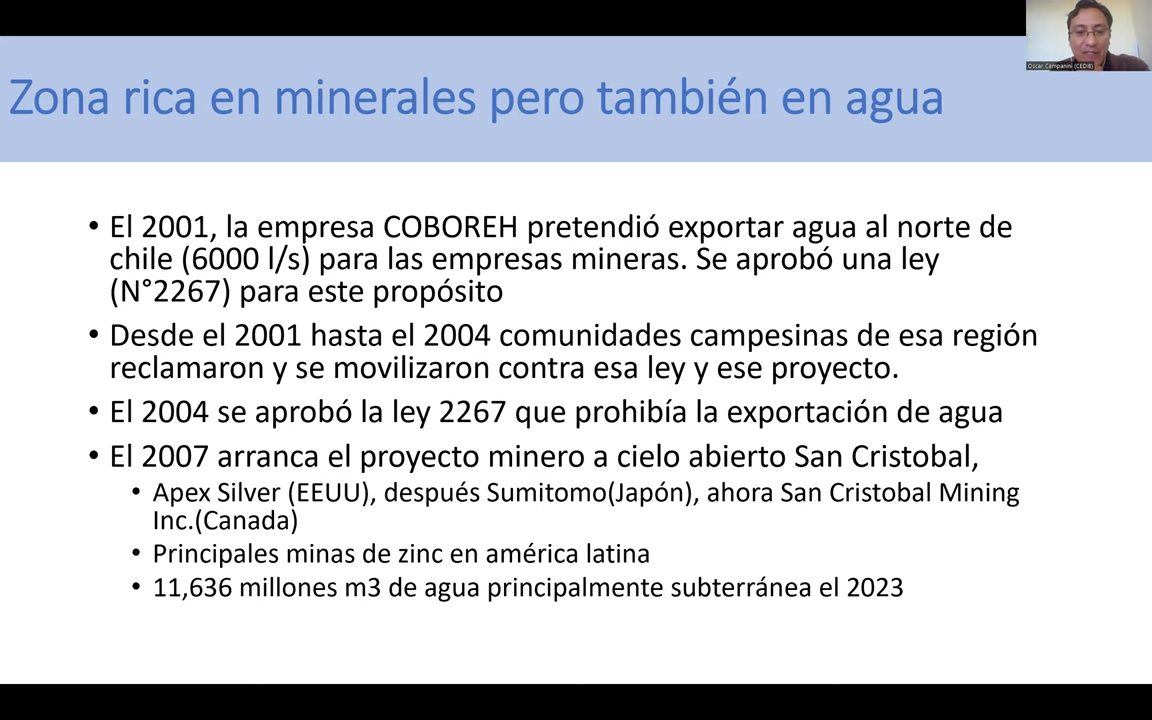 Oscar Campanini (CEDIB)
Zona rica en minerales pero también en agua
• El 2001, la empresa COBOREH pretendió exportar agua al norte de
chile (6000 l/s) para las empresas mineras. Se aprobó una ley
(N°2267) para este propósito
• Desde el 2001 hasta el 2004 comunidades campesinas de esa región
reclamaron y se movilizaron contra esa ley y ese proyecto.
• El 2004 se aprobó la ley 2267 que prohibía la exportación de agua
• El 2007 arranca el proyecto minero a cielo abierto San Cristobal,
• Apex Silver (EEUU), después Sumitomo(Japón), ahora San Cristobal Mining
Inc.(Canada)
• Principales minas de zinc en américa latina
• 11,636 millones m3 de agua principalmente subterránea el 2023